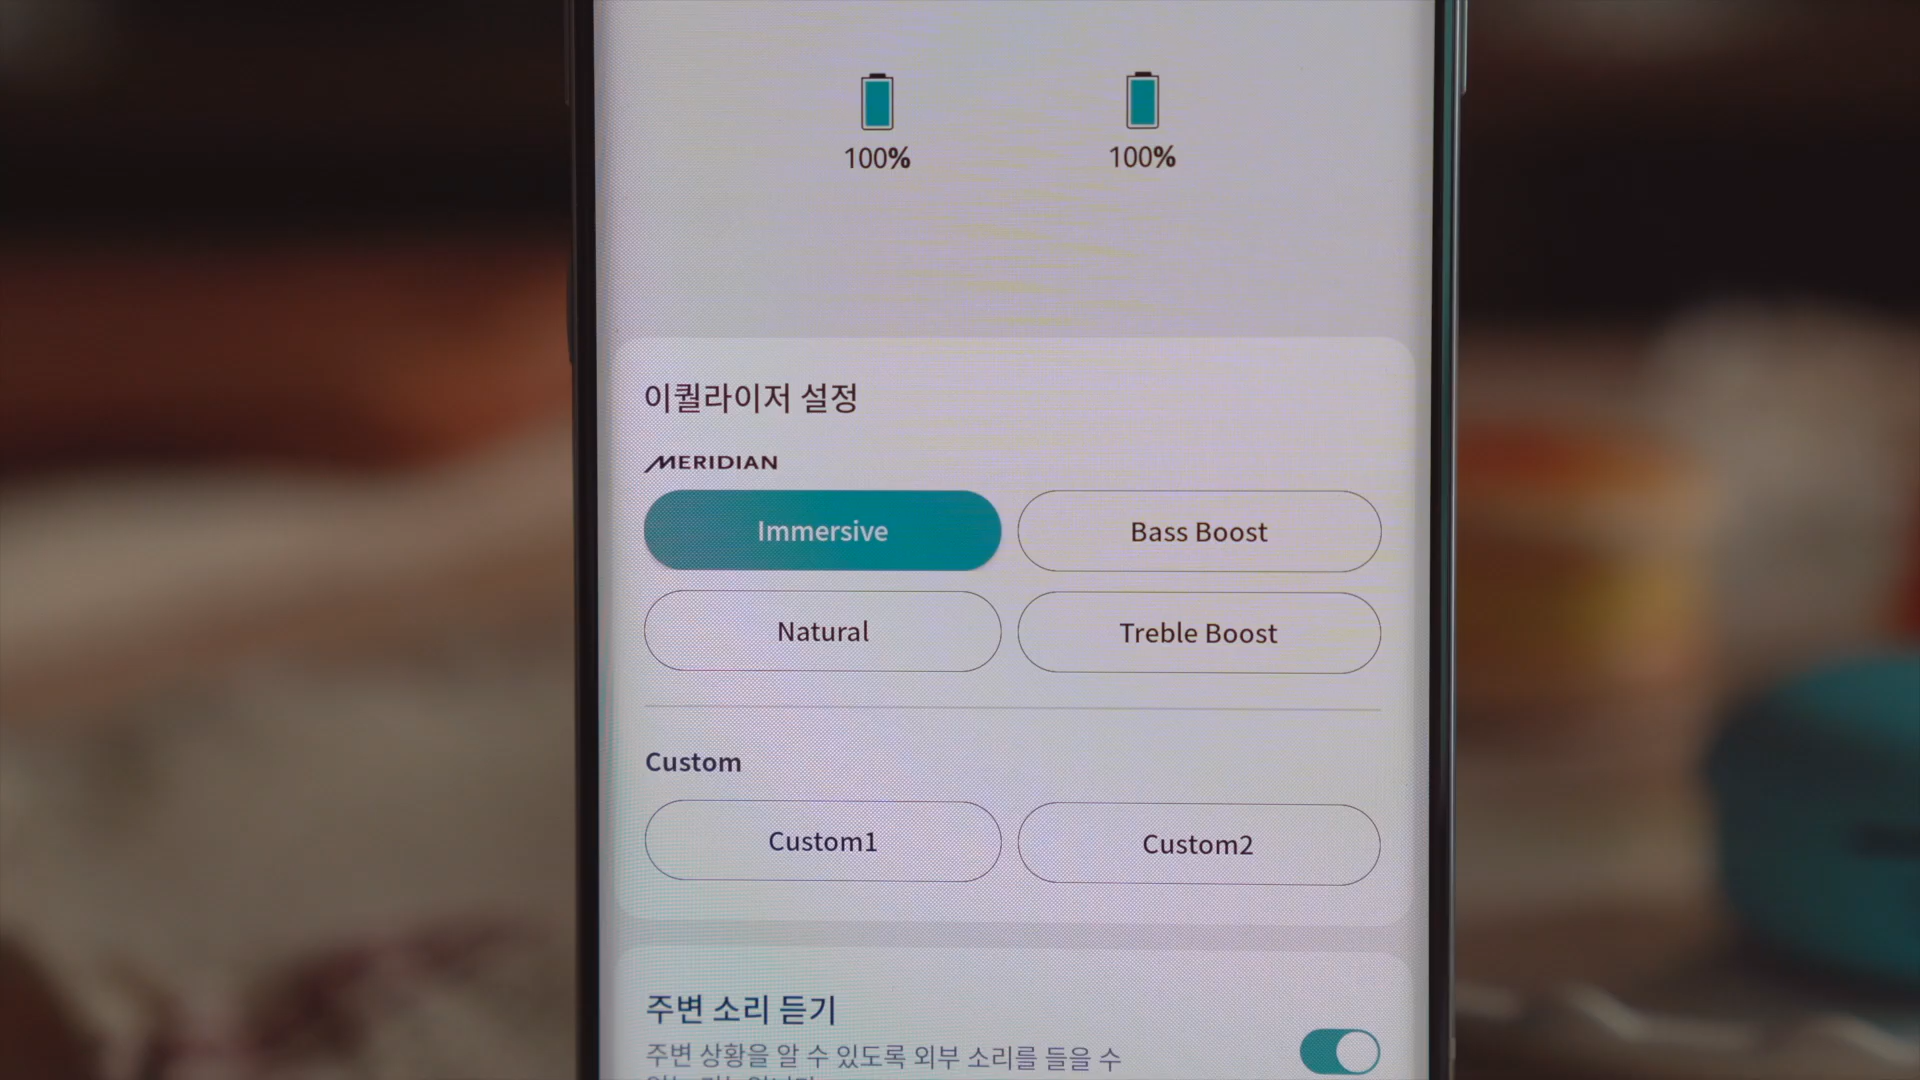 100% 100%
이퀄라이저 설정
MERIDIAN
Immersive Bass Boost
Natural Treble Boost
Custom
Custom1 Custom2
주변 소리 듣기
주변 상황을 알 수 있도록 외부 소리를 들을 수